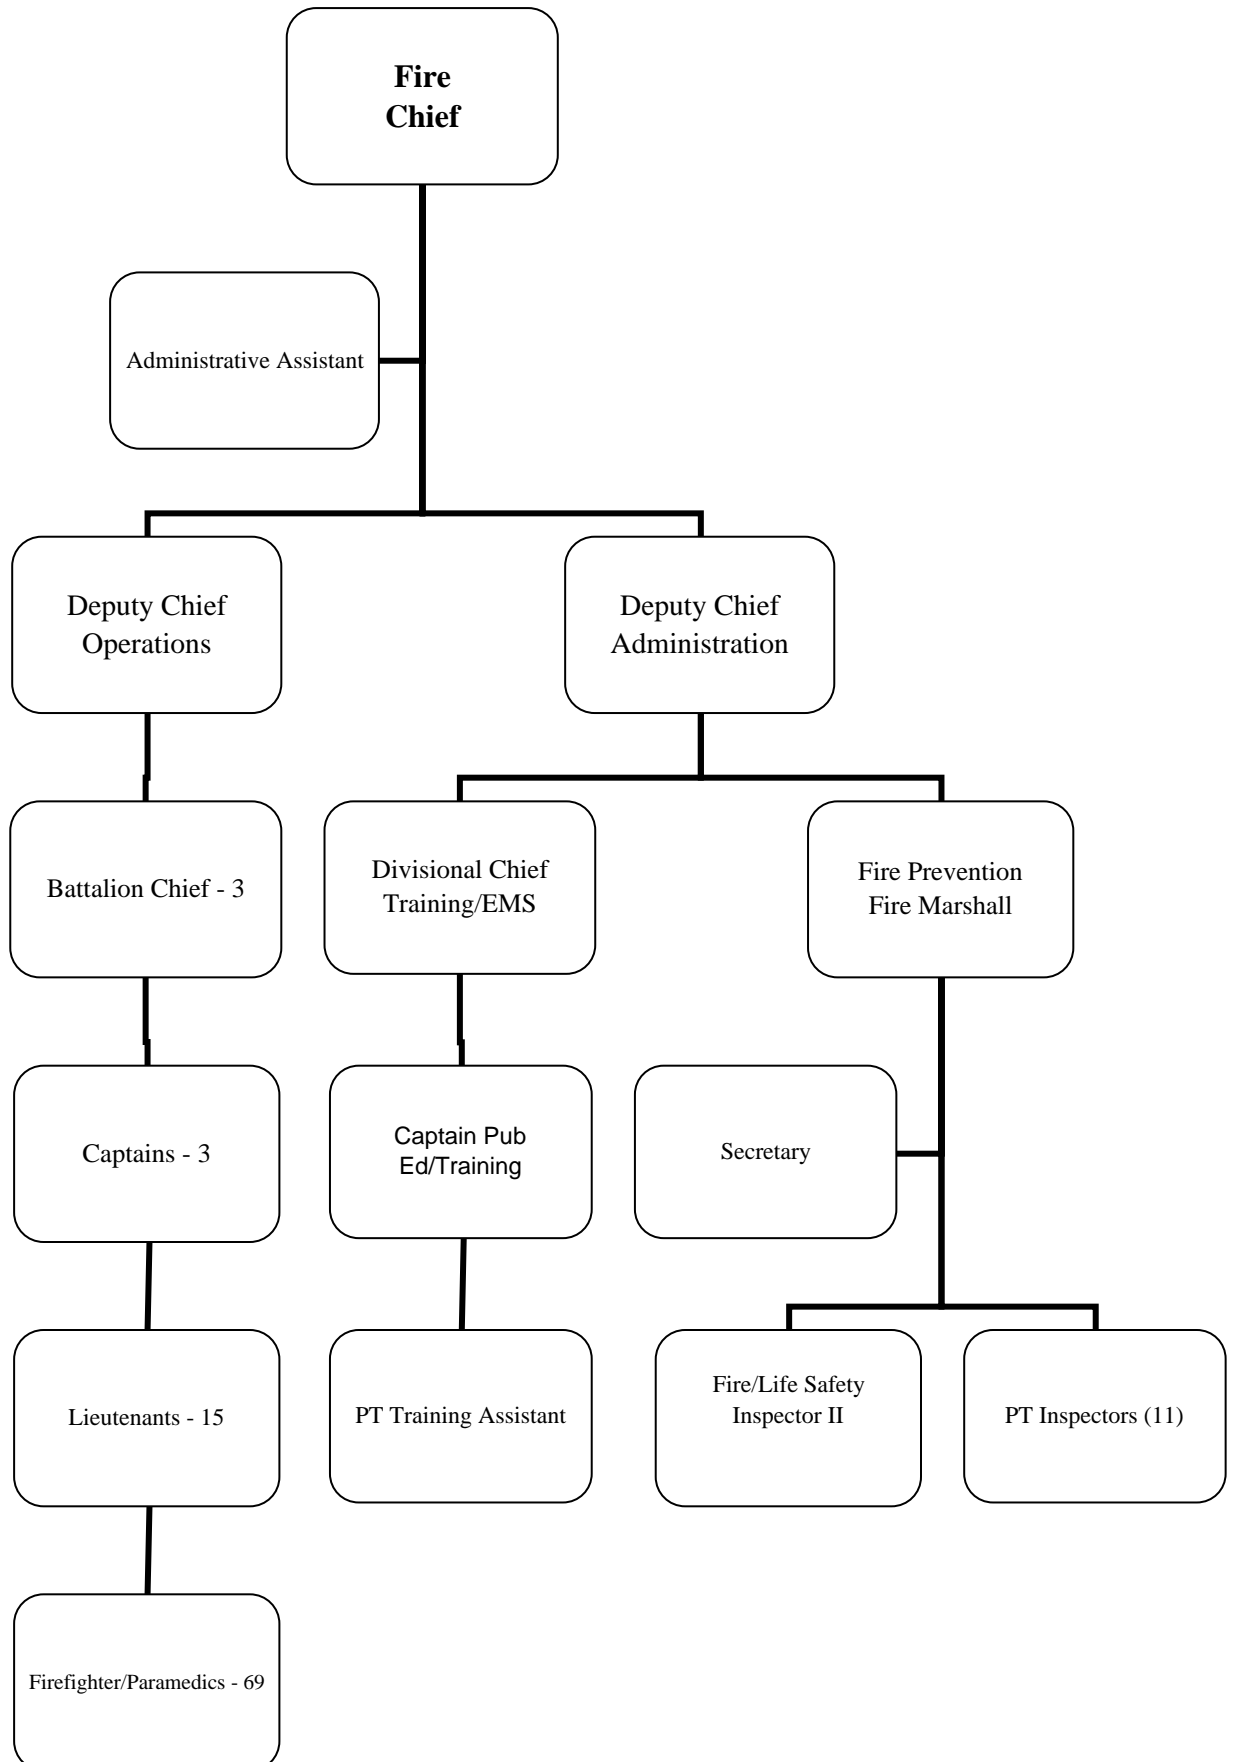 Fire
Chief
Administrative Assistant
Deputy Chief
Operations
Deputy Chief
Administration
Battalion Chief - 3
Divisional Chief
Training/EMS
Fire Prevention
Fire Marshall
Captains - 3
Captain Pub
Ed/Training
Secretary
Lieutenants - 15
PT Training Assistant
Fire/Life Safety
Inspector II
PT Inspectors (11)
Firefighter/Paramedics - 69